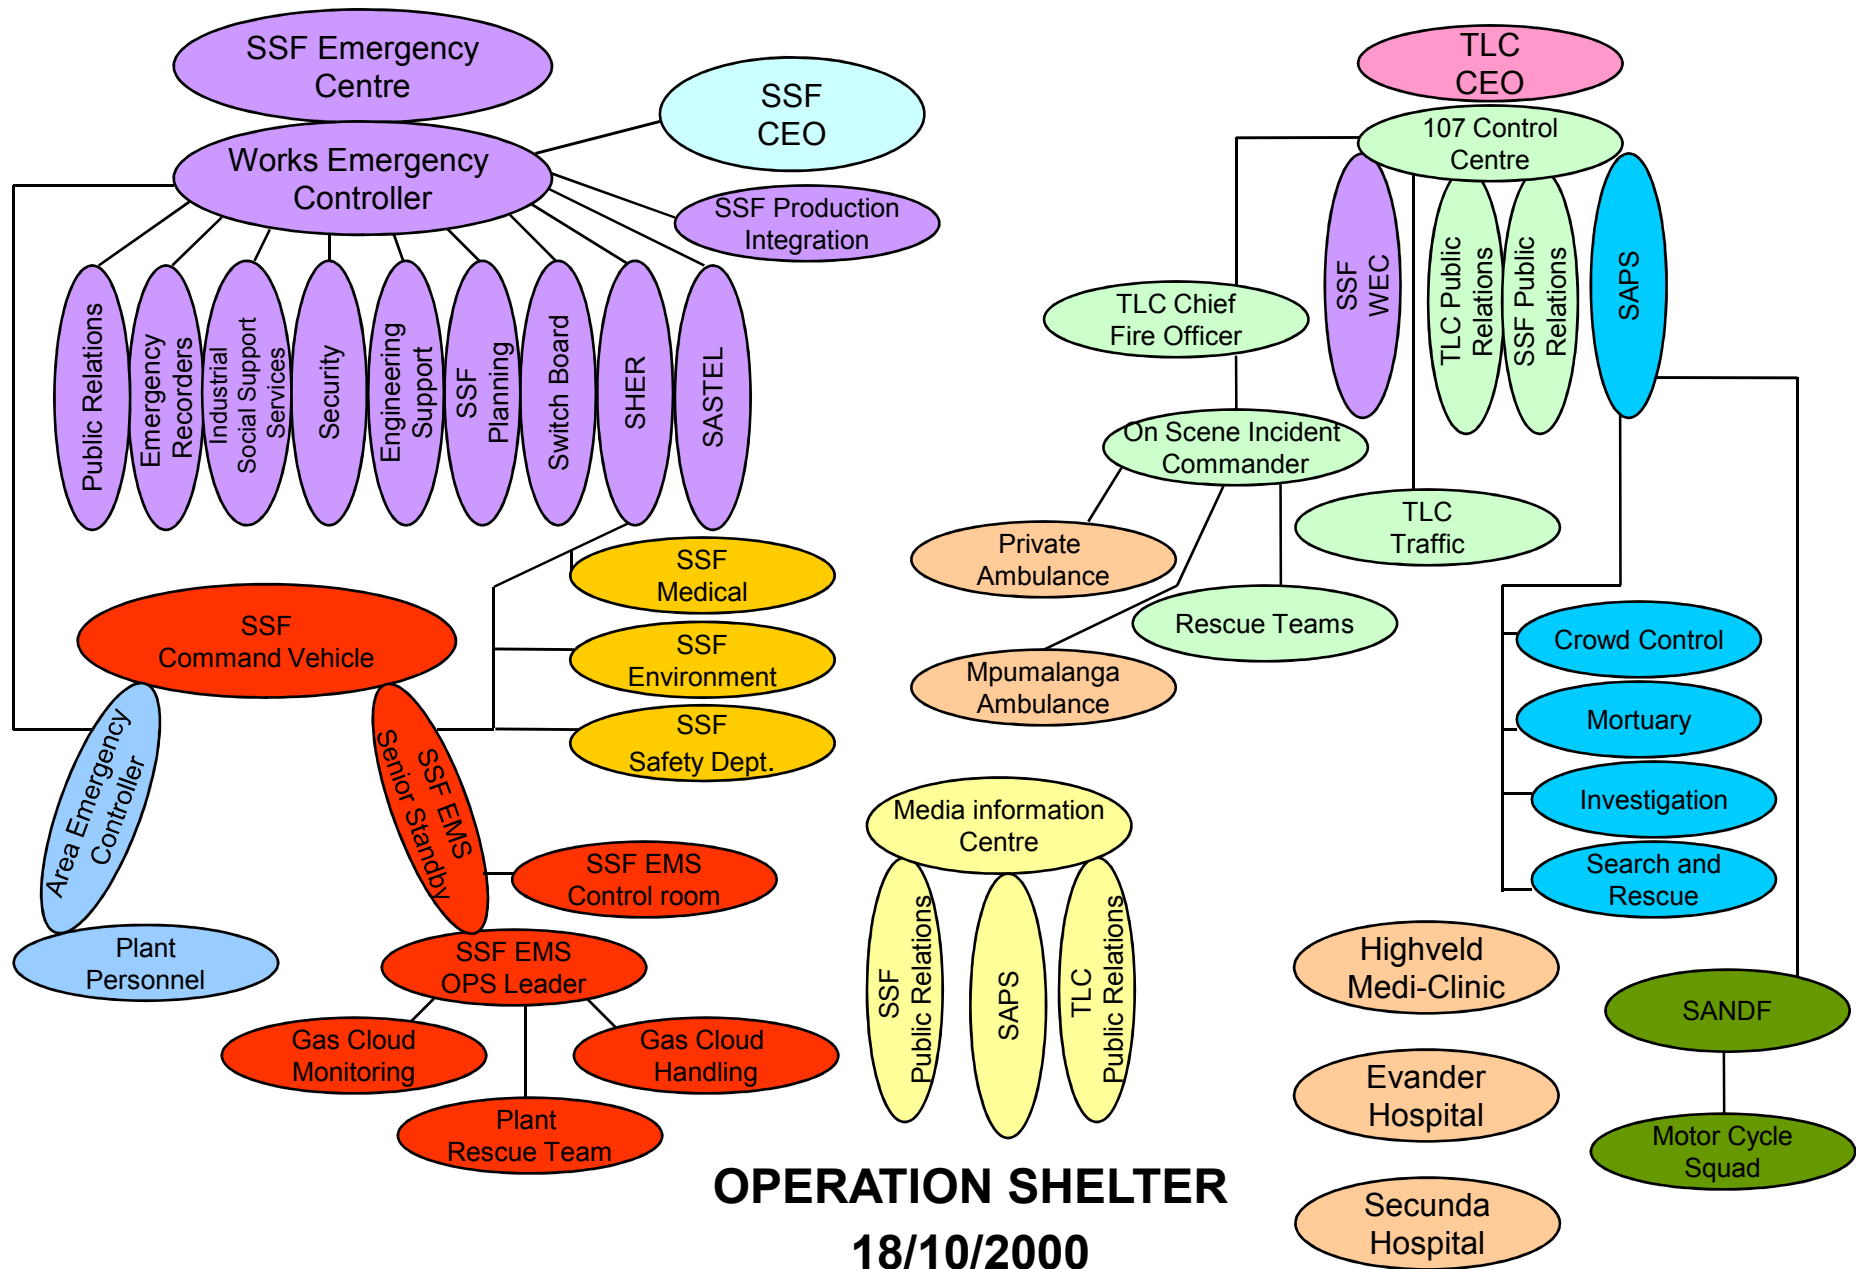 SSF Emergency
Centre
Works Emergency
Controller
SSF
CEO
SSF Production
Integration
Public Relations
Emergency
Recorders
Industrial
Social Support
Services
Security
Engineering
Support
SSF
Planning
Switch Board
SHER
SASTEL
SSF
Medical
SSF
Environment
SSF
Safety Dept.
SSF
Command Vehicle
Area Emergency
Controller
SSF EMS
Senior Standby
SSF EMS
Control room
Plant
Personnel
SSF EMS
OPS Leader
Gas Cloud
Monitoring
Gas Cloud
Handling
Plant
Rescue Team
TLC
CEO
107 Control
Centre
SSF
WEC
TLC Public
Relations
SSF Public
Relations
SAPS
TLC Chief
Fire Officer
On Scene Incident
Commander
TLC
Traffic
Private
Ambulance
Rescue Teams
Mpumalanga
Ambulance
Crowd Control
Mortuary
Investigation
Search and
Rescue
Media information
Centre
SSF
Public Relations
SAPS
TLC
Public Relations
Highveld
Medi-Clinic
Evander
Hospital
Secunda
Hospital
SANDF
Motor Cycle
Squad
OPERATION SHELTER
18/10/2000